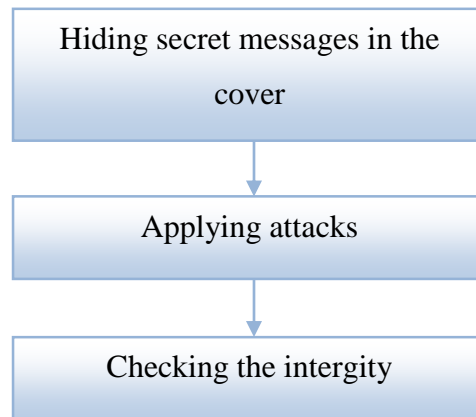 Hiding secret messages in the
cover
Applying attacks
Checking the intergity